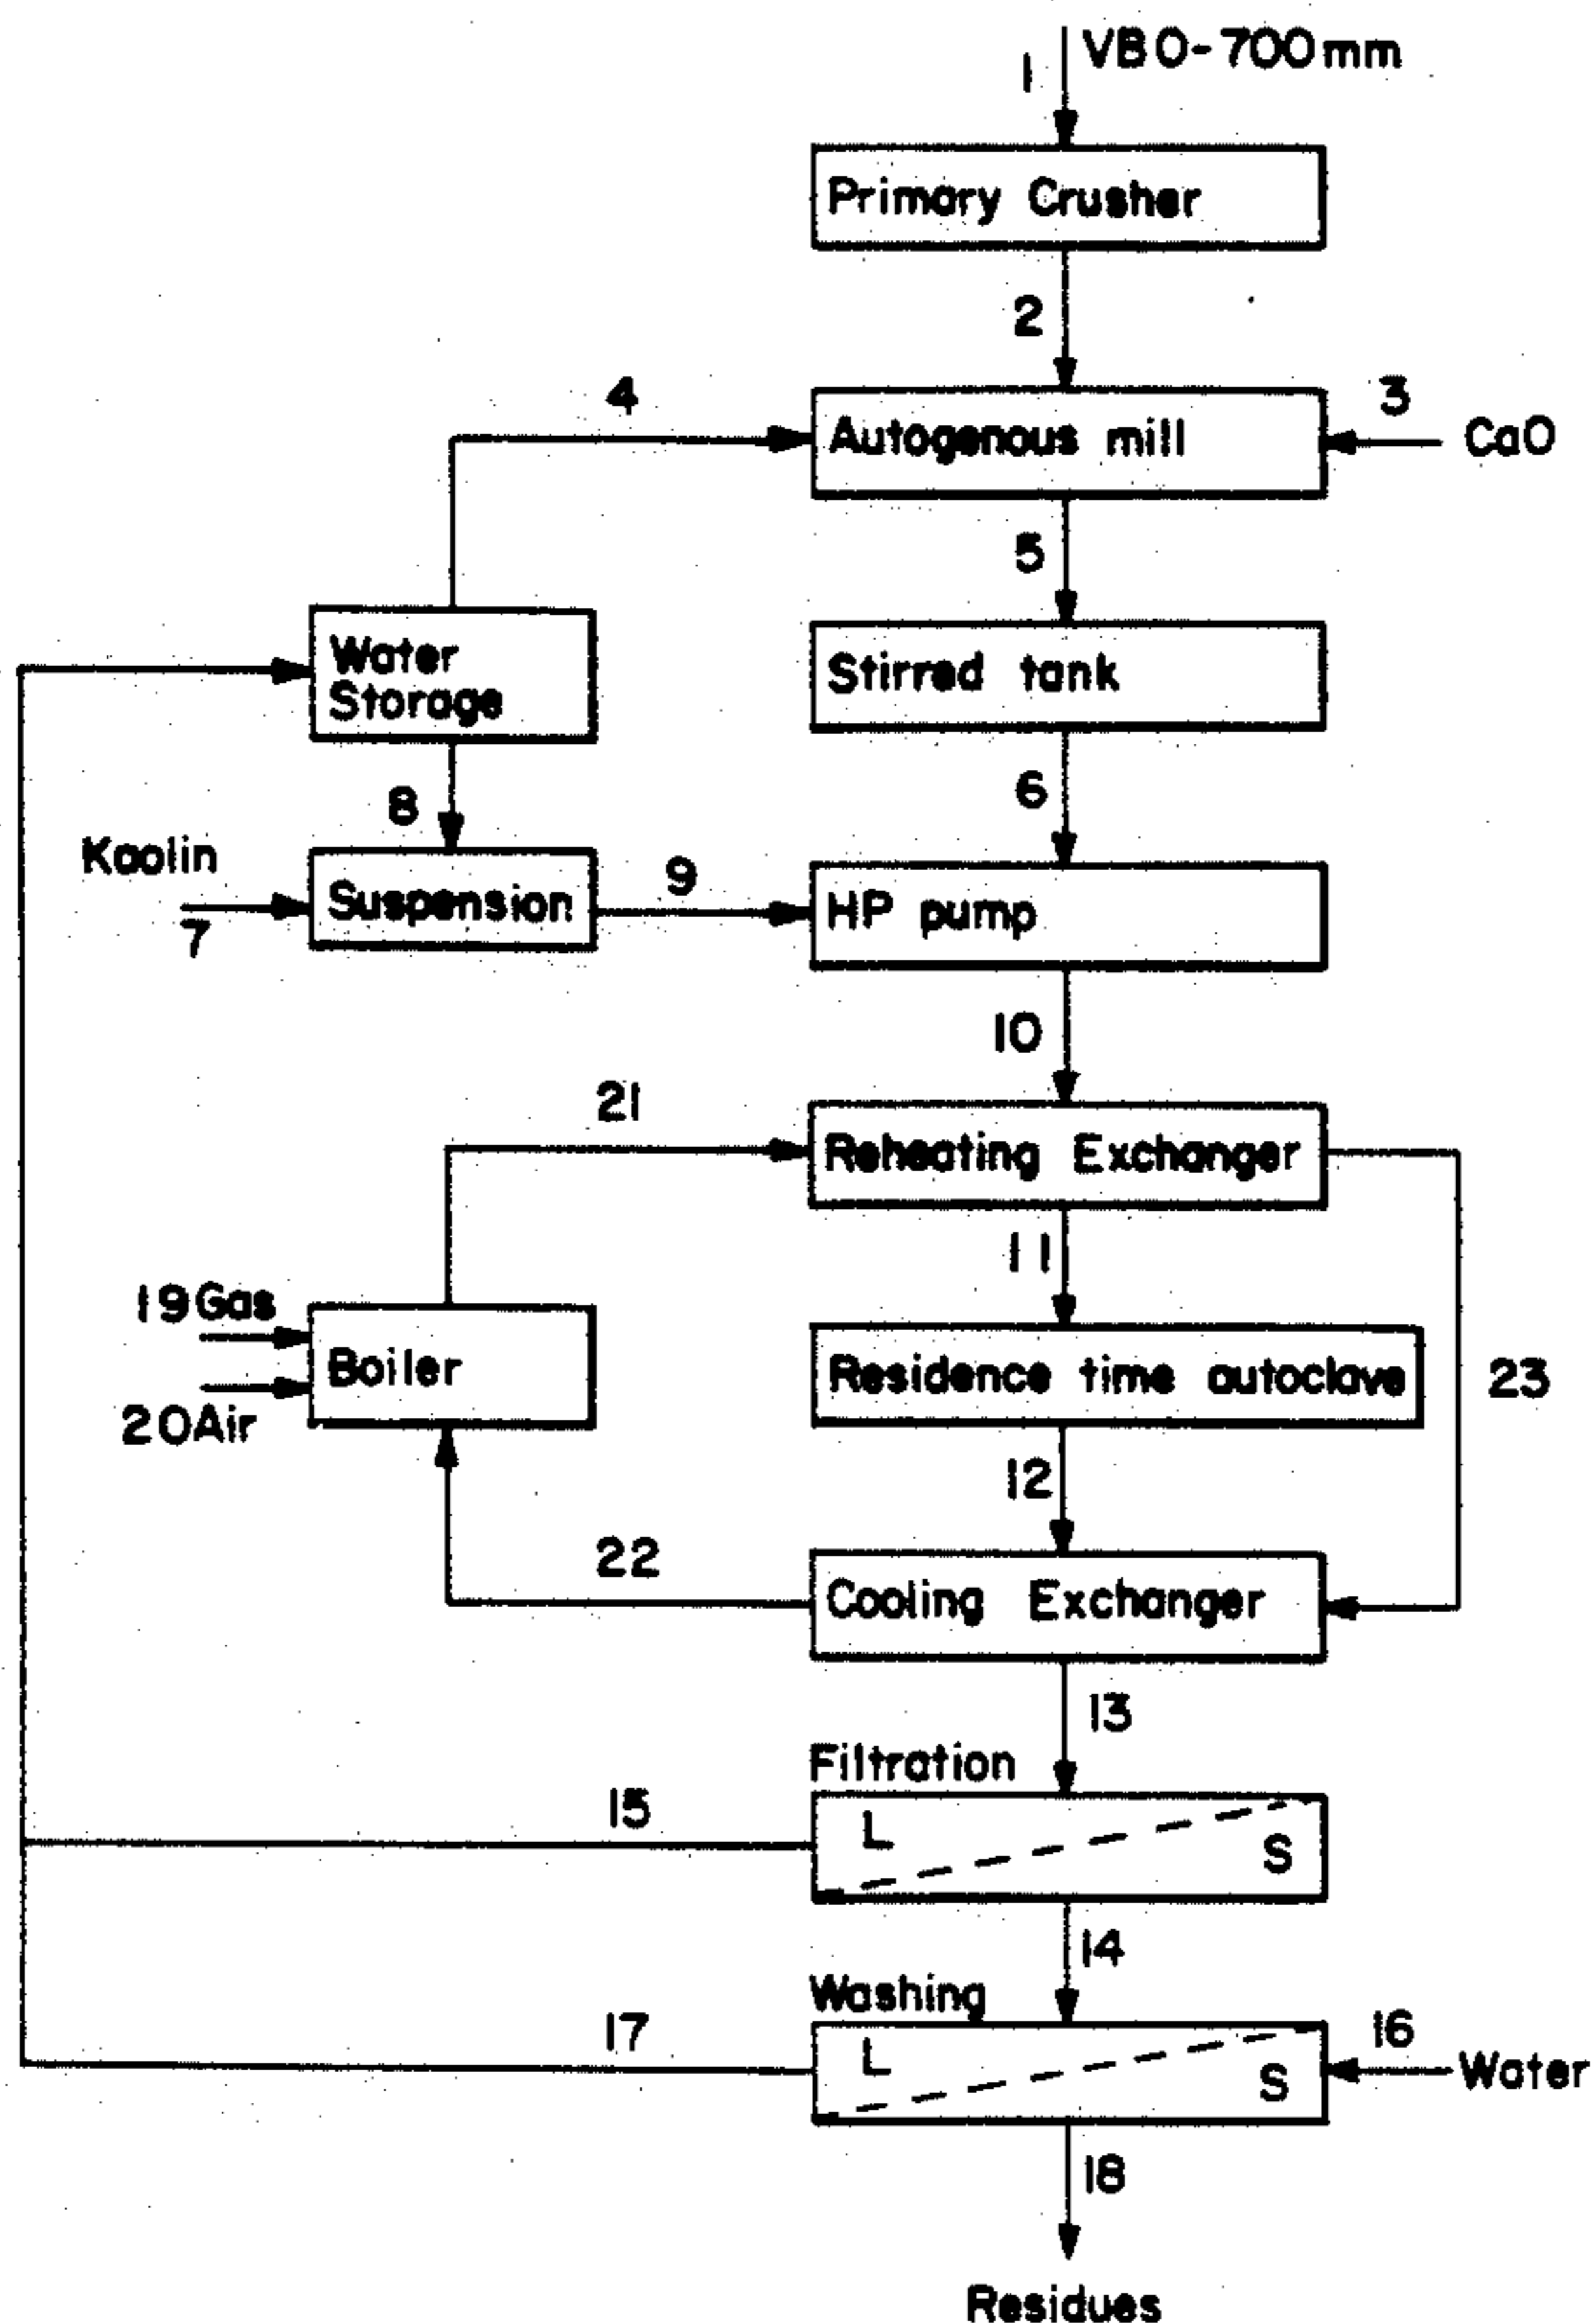 1 VB 0-700mm
Primary Crusher
2
4
3
Autogenous mill
CaO
5
Water
Storage
Stirred tank
8
6
Kaolin
7
Suspension
9
HP pump
10
21
Reheating Exchanger
11
19 Gas
Boiler
20 Air
Residence time autoclave
23
12
22
Cooling Exchanger
13
Filtration
15
L
S
14
Washing
17
L
S
16
Water
18
Residues